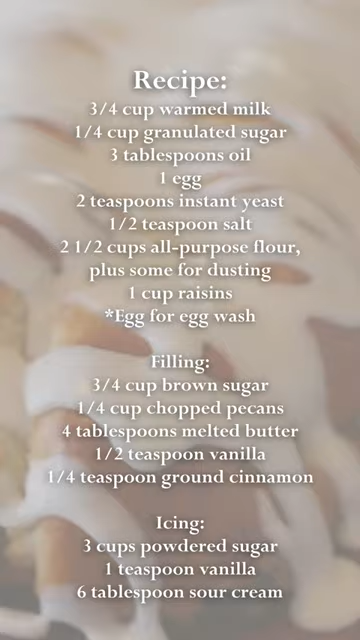 Recipe:
3/4 cup warmed milk
1/4 cup granulated sugar
3 tablespoons oil
1 egg
2 teaspoons instant yeast
1/2 teaspoon salt
2 1/2 cups all-purpose flour,
plus some for dusting
1 cup raisins
*Egg for egg wash
Filling:
3/4 cup brown sugar
1/4 cup chopped pecans
4 tablespoons melted butter
1/2 teaspoon vanilla
1/4 teaspoon ground cinnamon
Icing:
3 cups powdered sugar
1 teaspoon vanilla
6 tablespoon sour cream